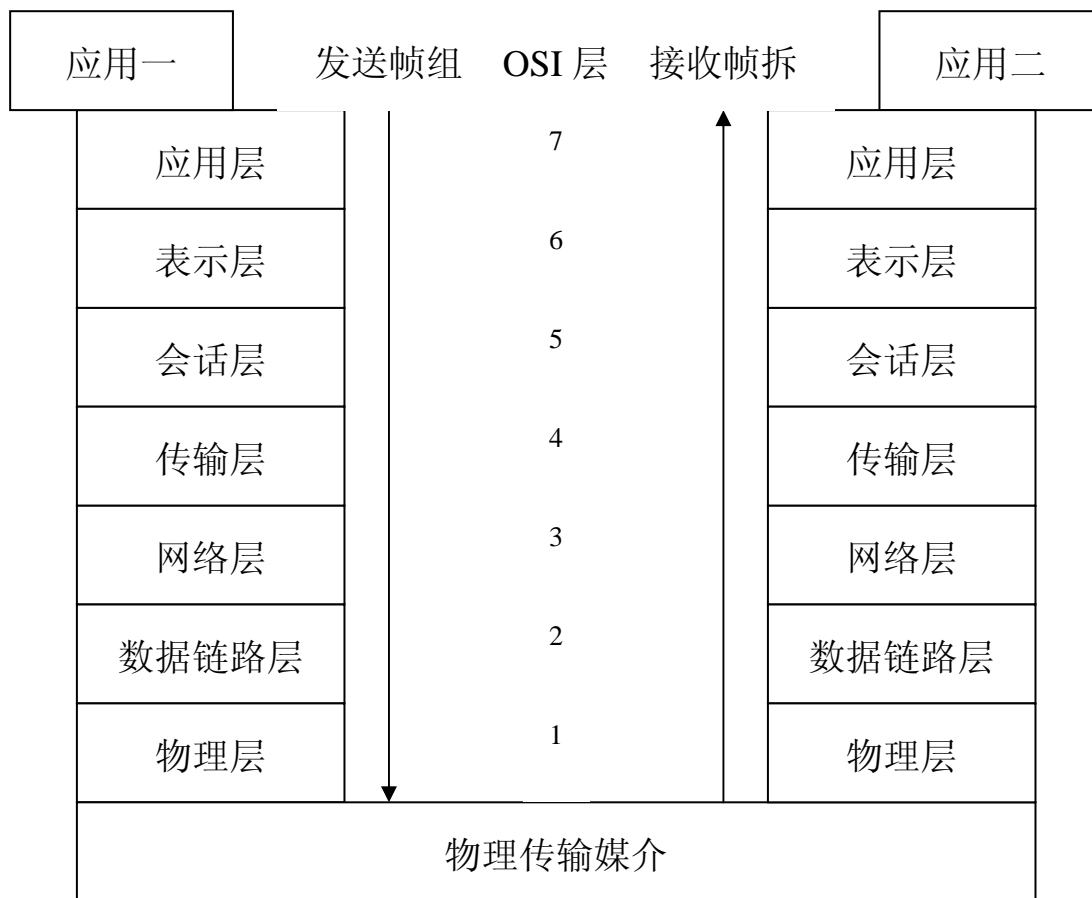 应用一 发送帧组 OSI 层 接收帧拆 应用二
应用层 7 应用层
表示层 6 表示层
会话层 5 会话层
传输层 4 传输层
网络层 3 网络层
数据链路层 2 数据链路层
物理层 1 物理层
物理传输媒介